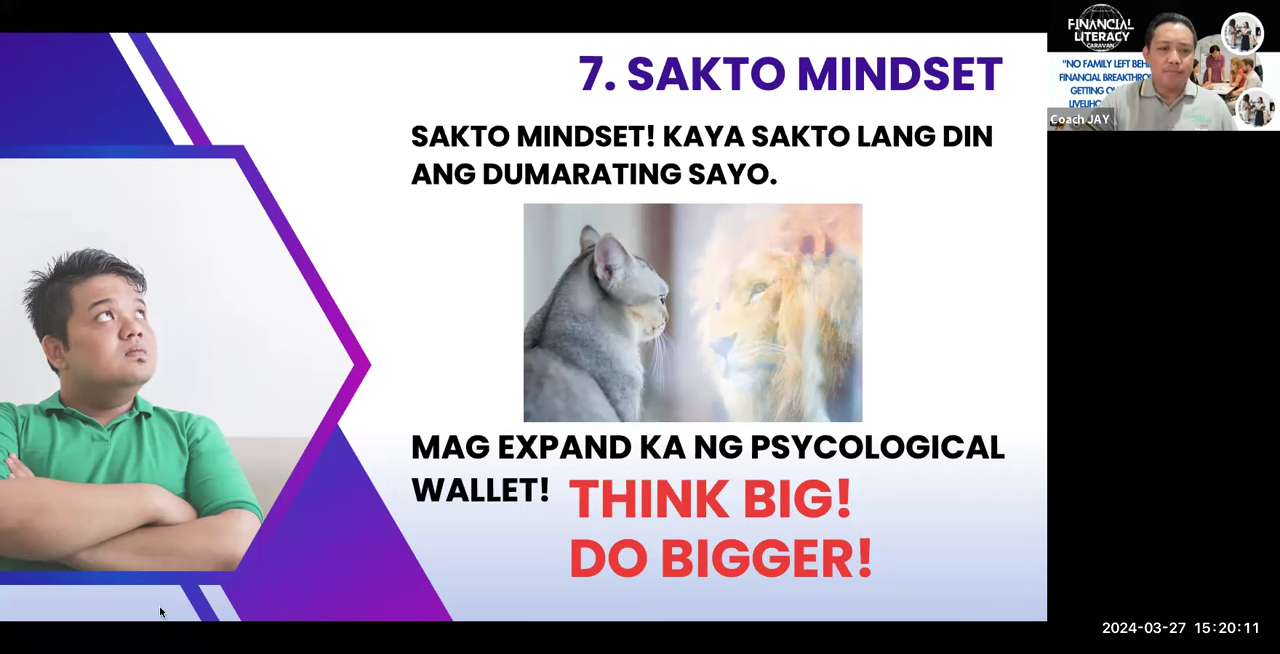 7. SAKTO MINDSET
SAKTO MINDSET! KAYA SAKTO LANG DIN
ANG DUMARATING SAYO.
MAG EXPAND KA NG PSYCOLOGICAL
WALLET!
THINK BIG!
DO BIGGER!
FINANCIAL
LITERACY
CARAVAN
"NO FAMILY LEFT
FINANCIAL
GETTING
Coach JAY
2024-03-27 15:20:11